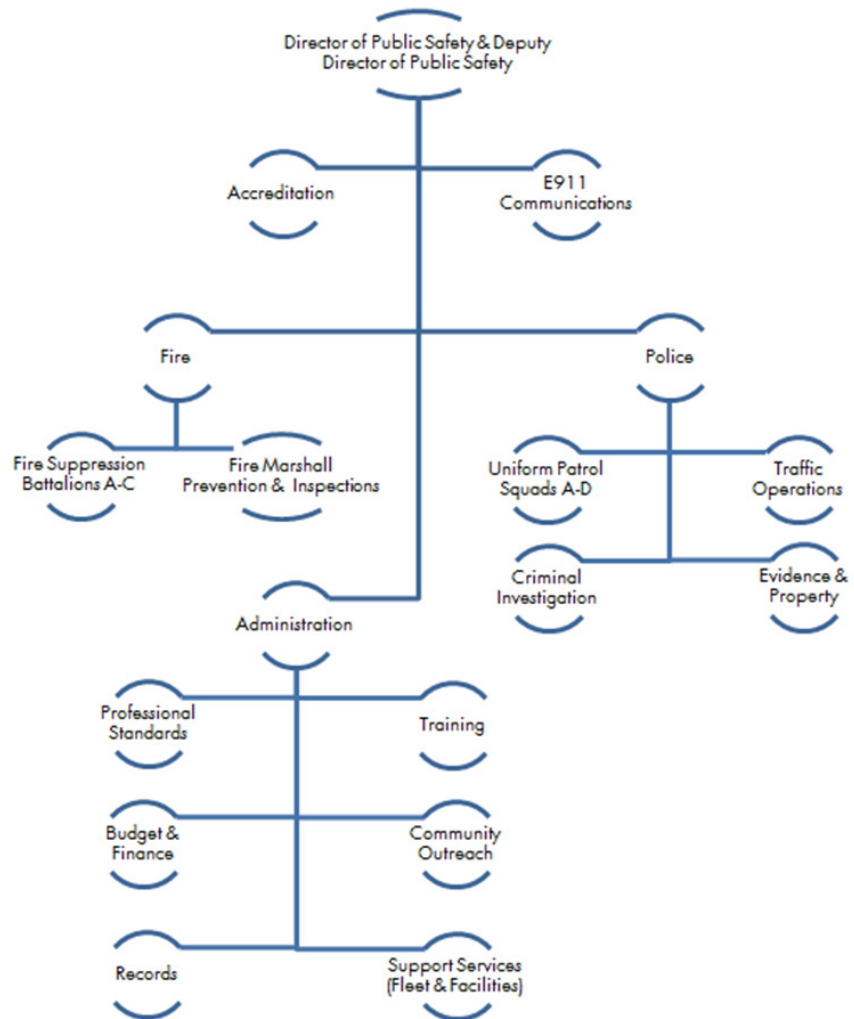 Director of Public Safety & Deputy
Director of Public Safety
Accreditation
E911
Communications
Fire
Police
Fire Suppression
Battalions A-C
Fire Marshall
Prevention & Inspections
Uniform Patrol
Squads A-D
Traffic
Operations
Criminal
Investigation
Evidence &
Property
Administration
Professional
Standards
Training
Budget &
Finance
Community
Outreach
Records
Support Services
(Fleet & Facilities)